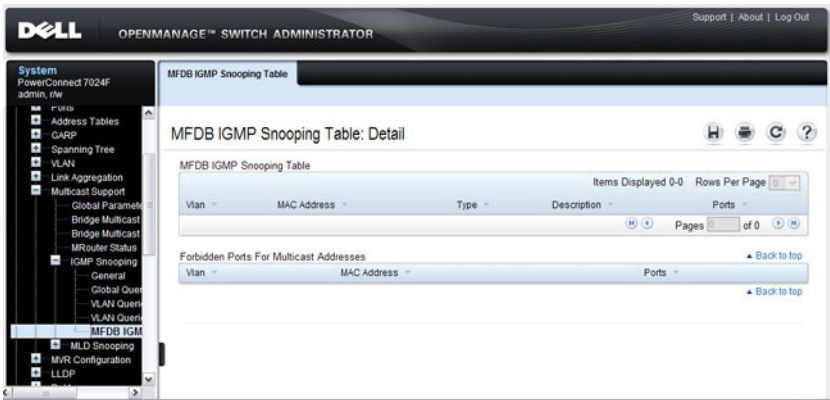 Support | About | Log Out
DELL
OPENMANAGE™ SWITCH ADMINISTRATOR
System
PowerConnect 7024F
admin, r/w
Ports
Address Tables
GARP
Spanning Tree
VLAN
Link Aggregation
Multicast Support
Global Paramete
Bridge Multicast
Bridge Multicast
MRouter Status
IGMP Snooping
General
Global Quer
VLAN Queri
VLAN Queri
MFDB IGM
MLD Snooping
MVR Configuration
LLDP
MFDB IGMP Snooping Table
MFDB IGMP Snooping Table: Detail
MFDB IGMP Snooping Table
Items Displayed 0-0 Rows Per Page 0
Vlan MAC Address Type Description Ports
Pages 0 of 0
Forbidden Ports For Multicast Addresses
Back to top
Vlan MAC Address Ports
Back to top